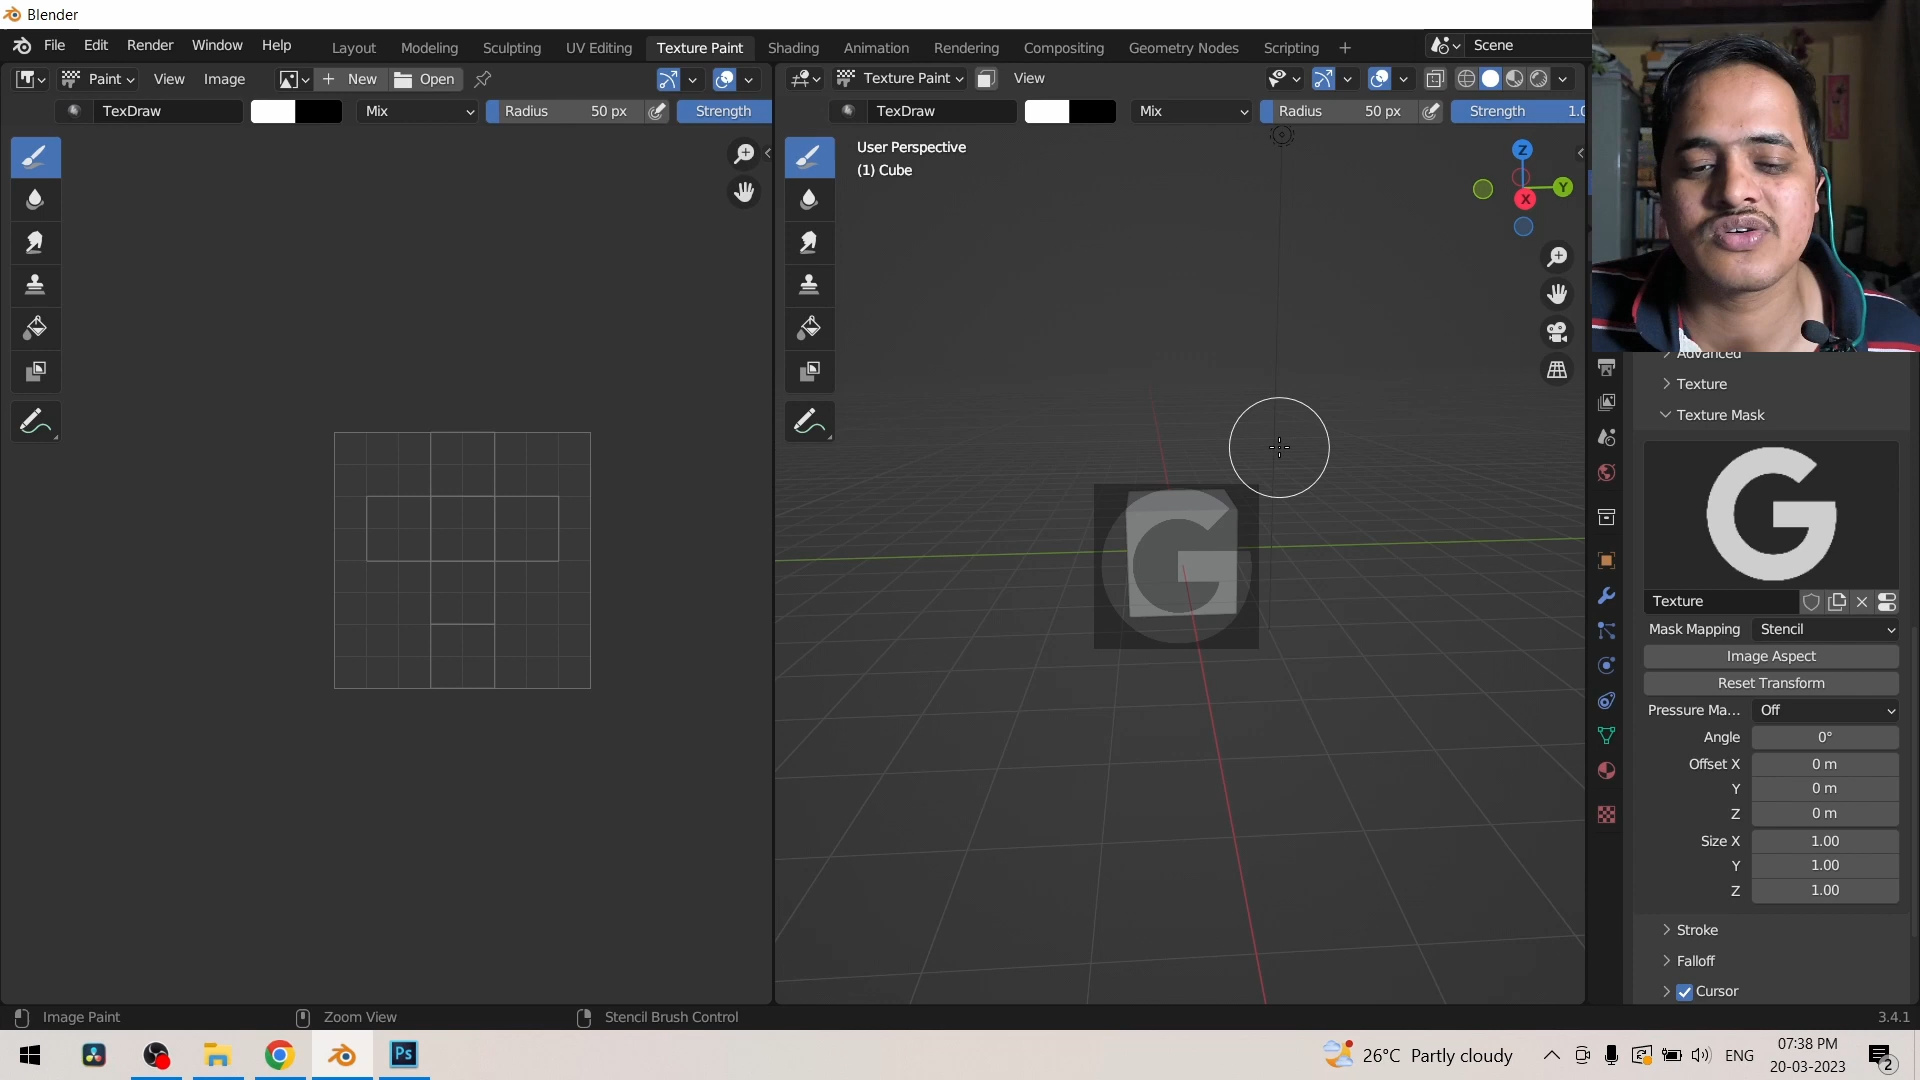 Blender
File Edit Render Window Help Layout Modeling Sculpting UV Editing Texture Paint Shading Animation Rendering Compositing Geometry Nodes Scripting + Scene
Paint View Image + New Open Texture Paint View
TexDraw Mix Radius 50 px Strength TexDraw Mix Radius 50 px Strength 1.0
User Perspective
(1) Cube
Z
Y
X
Advanced
Texture
Texture Mask
G
G
Texture
Mask Mapping Stencil
Image Aspect
Reset Transform
Pressure Ma... Off
Angle 0°
Offset X 0 m
Y 0 m
Z 0 m
Size X 1.00
Y 1.00
Z 1.00
Stroke
Falloff
Cursor
Image Paint Zoom View Stencil Brush Control 3.4.1
Ps 26°C Partly cloudy ENG 07:38 PM
20-03-2023
2